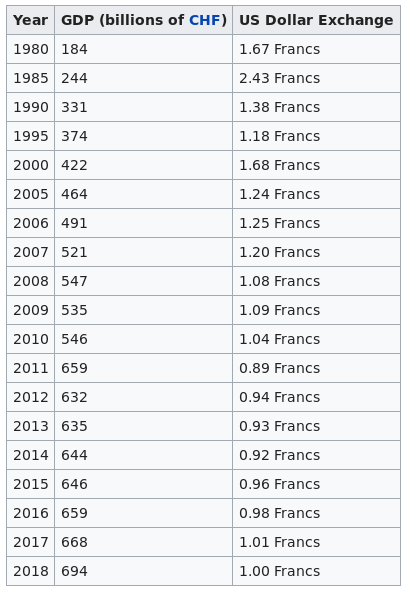 Year GDP (billions of CHF) US Dollar Exchange
1980 184 1.67 Francs
1985 244 2.43 Francs
1990 331 1.38 Francs
1995 374 1.18 Francs
2000 422 1.68 Francs
2005 464 1.24 Francs
2006 491 1.25 Francs
2007 521 1.20 Francs
2008 547 1.08 Francs
2009 535 1.09 Francs
2010 546 1.04 Francs
2011 659 0.89 Francs
2012 632 0.94 Francs
2013 635 0.93 Francs
2014 644 0.92 Francs
2015 646 0.96 Francs
2016 659 0.98 Francs
2017 668 1.01 Francs
2018 694 1.00 Francs